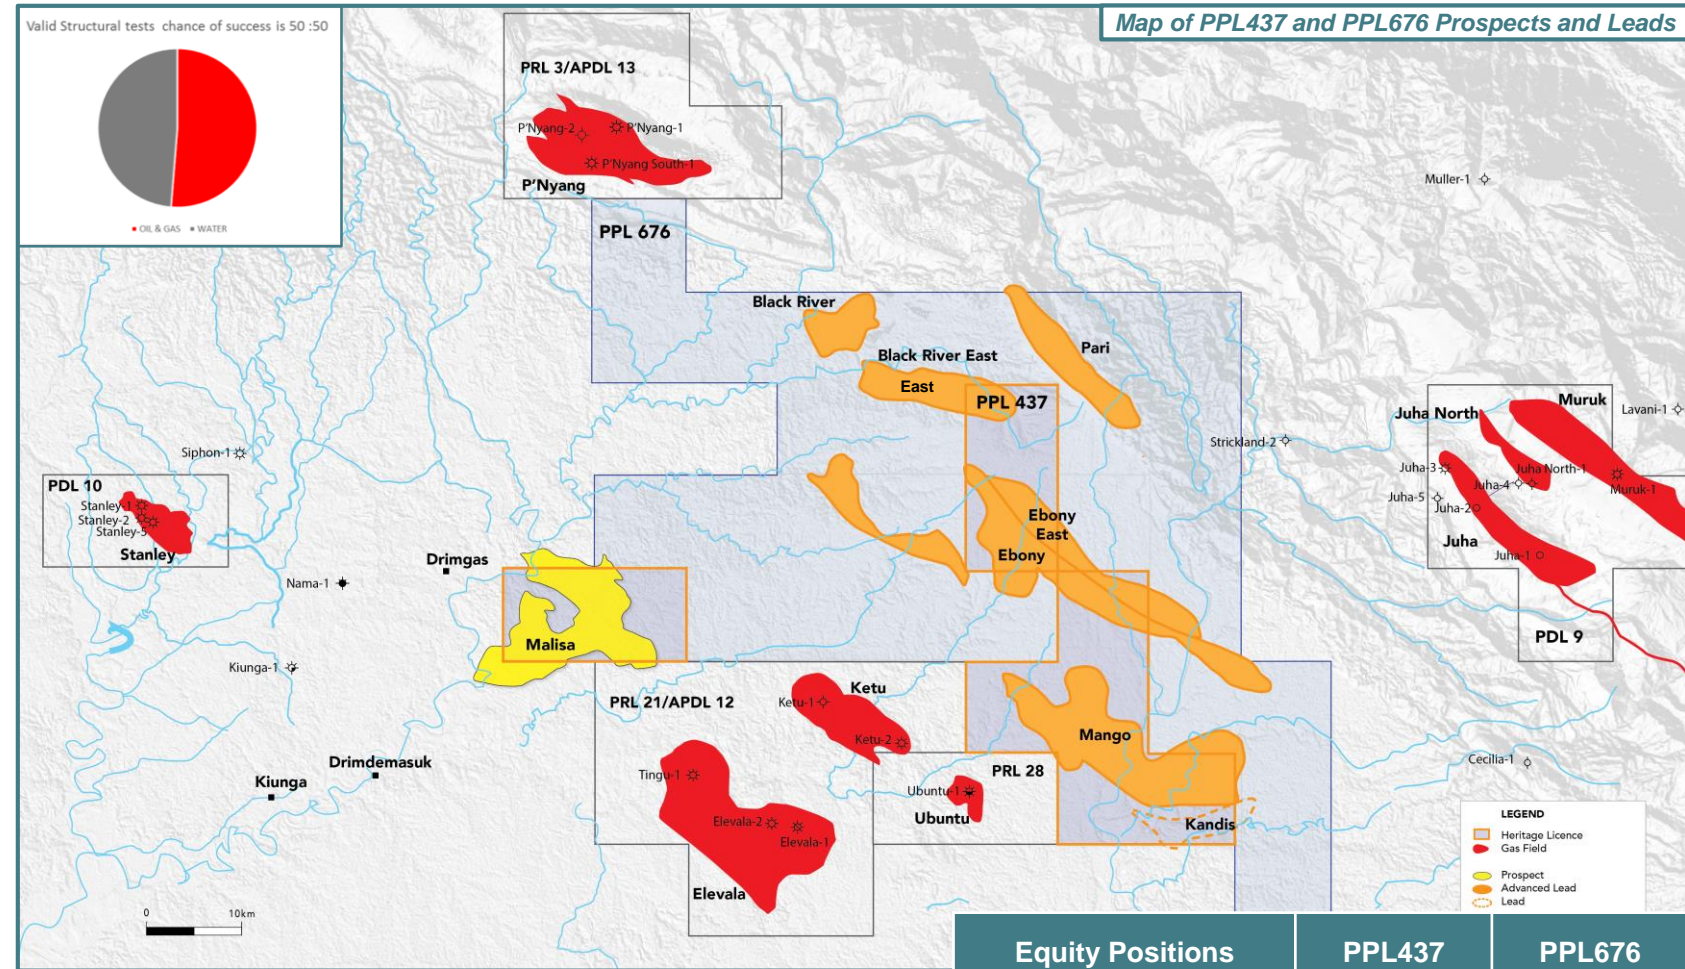 Map of PPL437 and PPL676 Prospects and Leads
Valid Structural tests chance of success is 50 :50
OIL & GAS WATER
PRL 3/APDL 13
P'Nyang-2
P'Nyang-1
P'Nyang South-1
P'Nyang
PPL 676
Muller-1
Black River
Black River East
East
Pari
PPL 437
Juha North
Muruk
Lavani-1
Strickland-2
Juha-3
Juha North-1
Juha-4
Muruk-1
Juha-5
Juha-2
Juha
Juha-1
PDL 9
Siphon-1
PDL 10
Stanley-1
Stanley-2
Stanley-5
Stanley
Nama-1
Drimgas
Ebony
East
Ebony
Malisa
Kiunga-1
PRL 21/APDL 12
Ketu
Ketu-1
Ketu-2
Mango
Drimdemasuk
Kiunga
Tingu-1
PRL 28
Ubuntu-1
Ubuntu
Elevala-2
Elevala-1
Elevala
Kandis
Cecilia-1
LEGEND
Heritage Licence
Gas Field
Prospect
Advanced Lead
Lead
0 10km
Equity Positions PPL437 PPL676